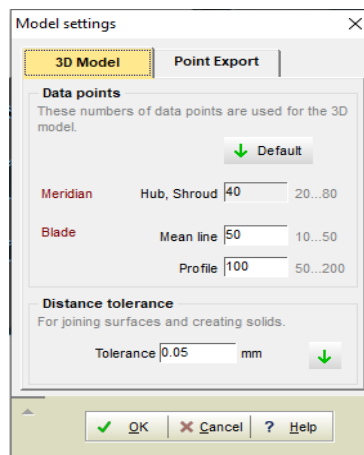 Model settings
3D Model Point Export
Data points
These numbers of data points are used for the 3D
model.
Default
Meridian Hub, Shroud 40 20...80
Blade Mean line 50 10...50
Profile 100 50...200
Distance tolerance
For joining surfaces and creating solids.
Tolerance 0.05 mm
OK Cancel ? Help